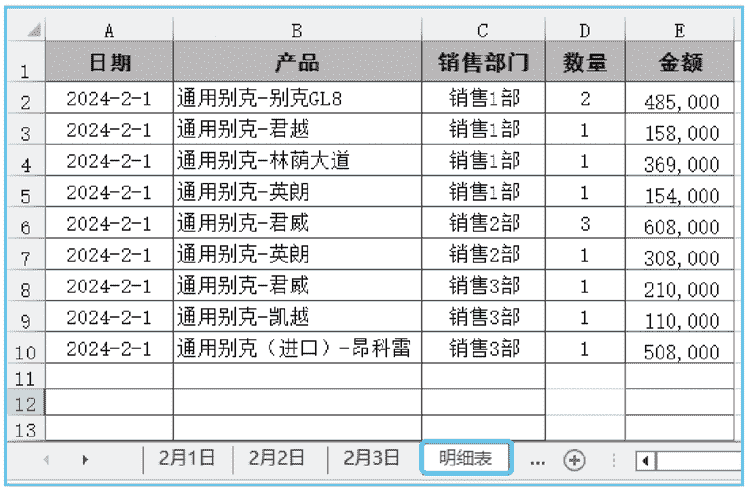 A B C D E
1 日期 产品 销售部门 数量 金额
2 2024-2-1 通用别克-别克GL8 销售1部 2 485,000
3 2024-2-1 通用别克-君越 销售1部 1 158,000
4 2024-2-1 通用别克-林荫大道 销售1部 1 369,000
5 2024-2-1 通用别克-英朗 销售1部 1 154,000
6 2024-2-1 通用别克-君威 销售2部 3 608,000
7 2024-2-1 通用别克-英朗 销售2部 1 308,000
8 2024-2-1 通用别克-君威 销售3部 1 210,000
9 2024-2-1 通用别克-凯越 销售3部 1 110,000
10 2024-2-1 通用别克（进口）-昂科雷 销售3部 1 508,000
11
12
13
2月1日 2月2日 2月3日 明细表 ...